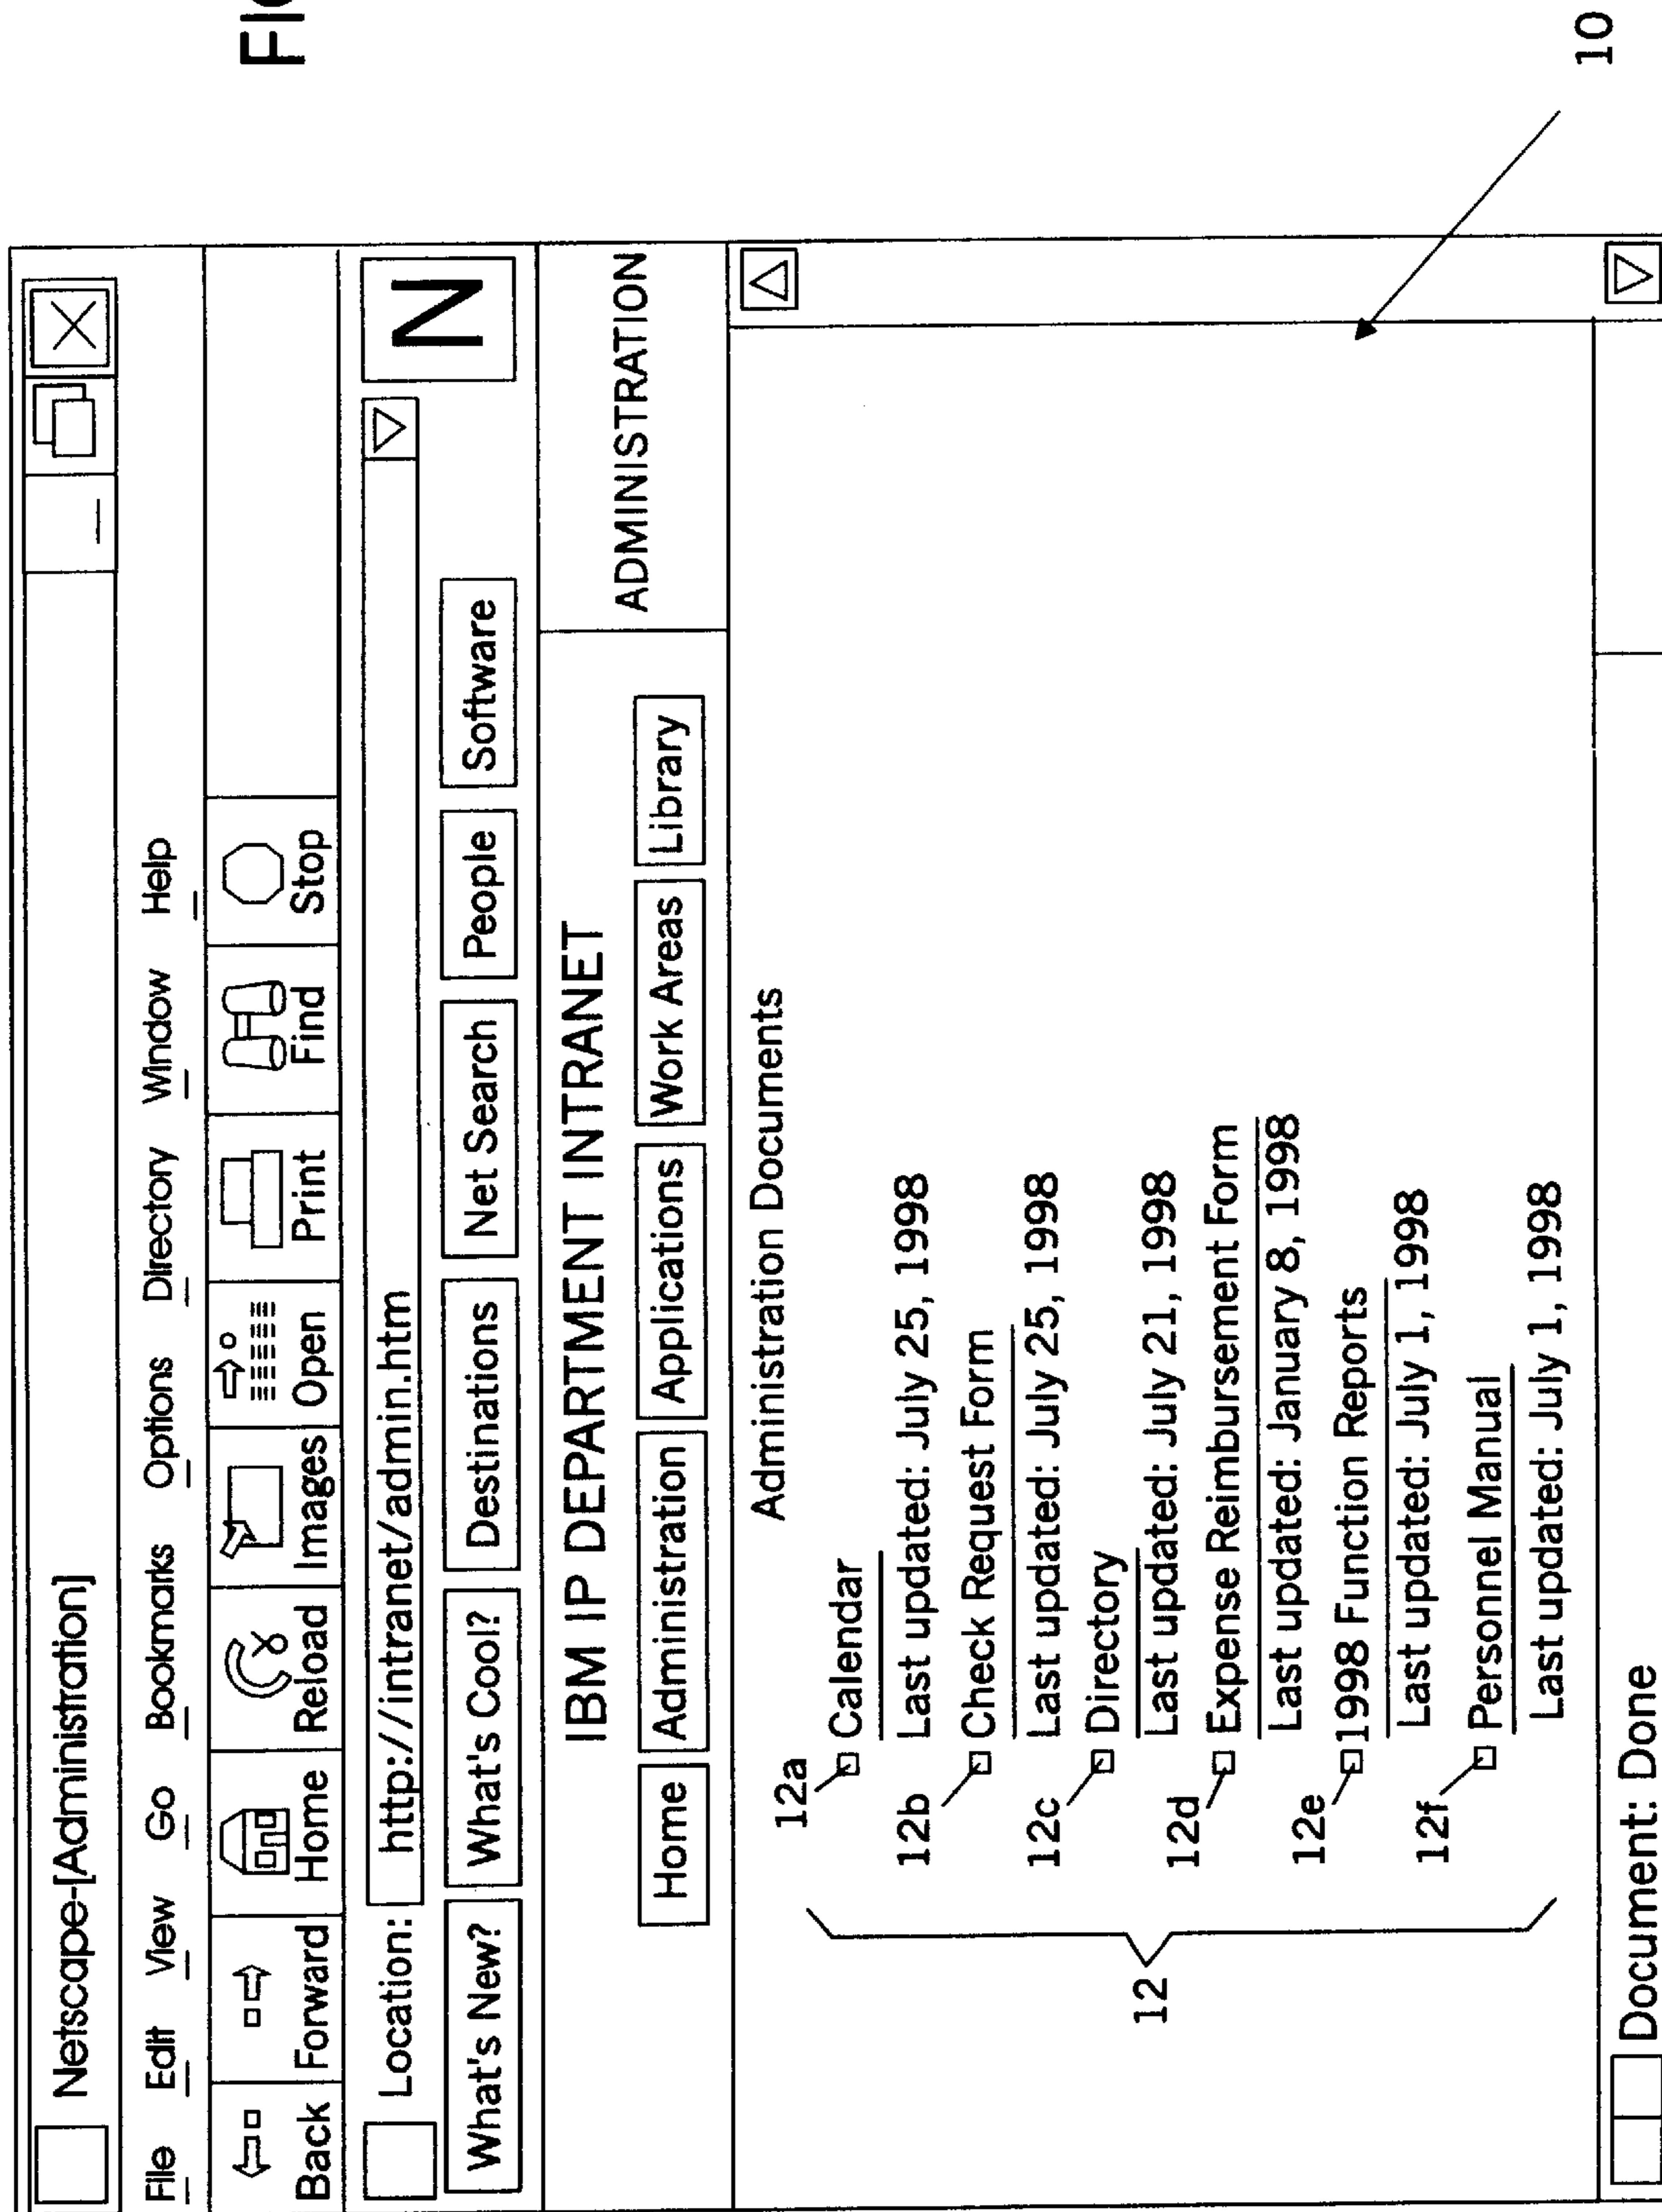 FIG
Netscape-[Administration]
File Edit View Go Bookmarks Options Directory Window Help
Back Forward Home Reload Images Open Print Find Stop
Location: http://intranet/admin.htm
N
What's New? What's Cool? Destinations Net Search People Software
IBM IP DEPARTMENT INTRANET
ADMINISTRATION
Home Administration Applications Work Areas Library
Administration Documents
12a
Calendar
Last updated: July 25, 1998
12b
Check Request Form
Last updated: July 25, 1998
12c
Directory
Last updated: July 21, 1998
12d
Expense Reimbursement Form
Last updated: January 8, 1998
12e
1998 Function Reports
Last updated: July 1, 1998
12f
Personnel Manual
Last updated: July 1, 1998
12
10
Document: Done